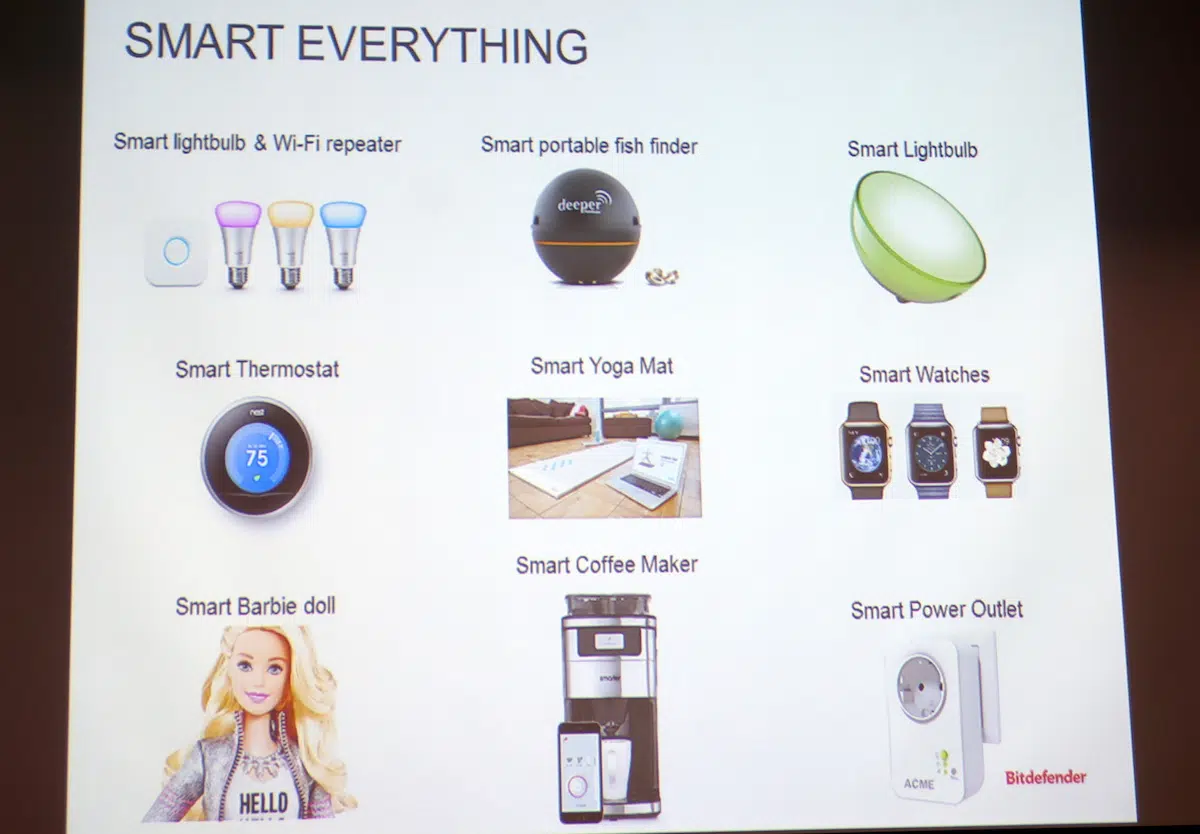 SMART EVERYTHING
Smart lightbulb & Wi-Fi repeater
Smart portable fish finder
Smart Lightbulb
deeper
Smart Thermostat
Smart Yoga Mat
Smart Watches
nest
75
Smart Coffee Maker
Smart Barbie doll
Smart Power Outlet
smarter
HELLO
ACME
Bitdefender